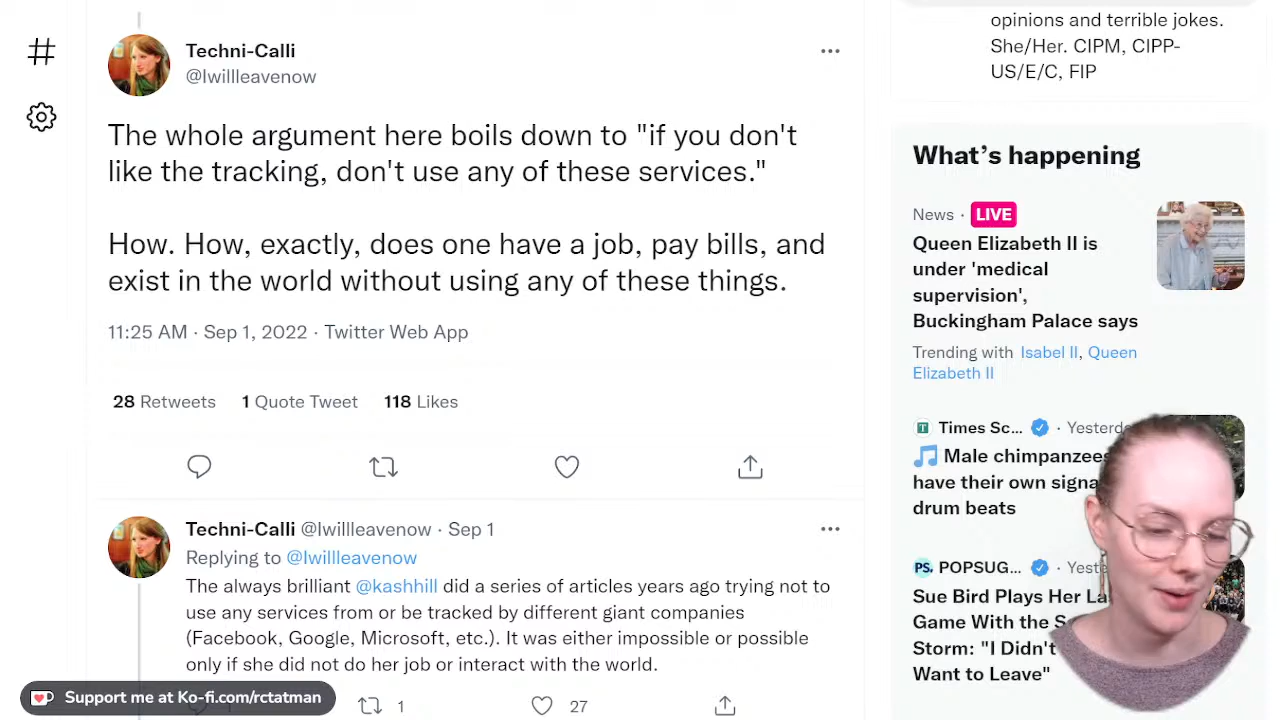 Techni-Calli
@Iwillleavenow
The whole argument here boils down to "if you don't
like the tracking, don't use any of these services."
How. How, exactly, does one have a job, pay bills, and
exist in the world without using any of these things.
11:25 AM · Sep 1, 2022 · Twitter Web App
28 Retweets 1 Quote Tweet 118 Likes
Techni-Calli @Iwillleavenow · Sep 1
Replying to @Iwillleavenow
The always brilliant @kashhill did a series of articles years ago trying not to
use any services from or be tracked by different giant companies
(Facebook, Google, Microsoft, etc.). It was either impossible or possible
only if she did not do her job or interact with the world.
1 27
Support me at Ko-fi.com/rctatman
opinions and terrible jokes.
She/Her. CIPM, CIPP-
US/E/C, FIP
What's happening
News · LIVE
Queen Elizabeth II is
under 'medical
supervision',
Buckingham Palace says
Trending with Isabel II, Queen
Elizabeth II
Times Sc... · Yesterd
Male chimpanzees
have their own signa
drum beats
PS. POPSUG... · Yeste
Sue Bird Plays Her La
Game With the S
Storm: "I Didn't
Want to Leave"